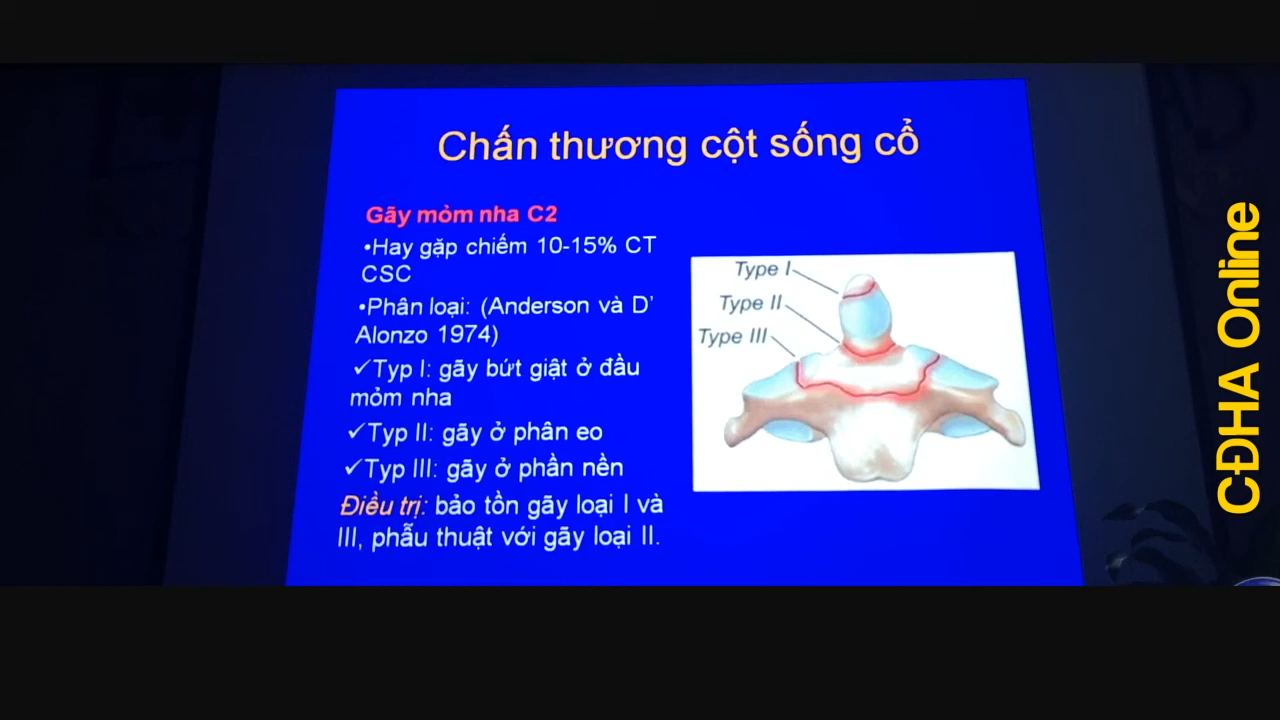 Chấn thương cột sống cổ
Gãy mỏm nha C2
•Hay gặp chiếm 10-15% CT
CSC
•Phân loại: (Anderson và D'
Alonzo 1974)
✓Typ I: gãy bứt giật ở đầu
mỏm nha
✓Typ II: gãy ở phân eo
✓Typ III: gãy ở phần nền
Điều trị: bảo tồn gãy loại I và
III, phẫu thuật với gãy loại II.
Type I
Type II
Type III
CĐHA Online